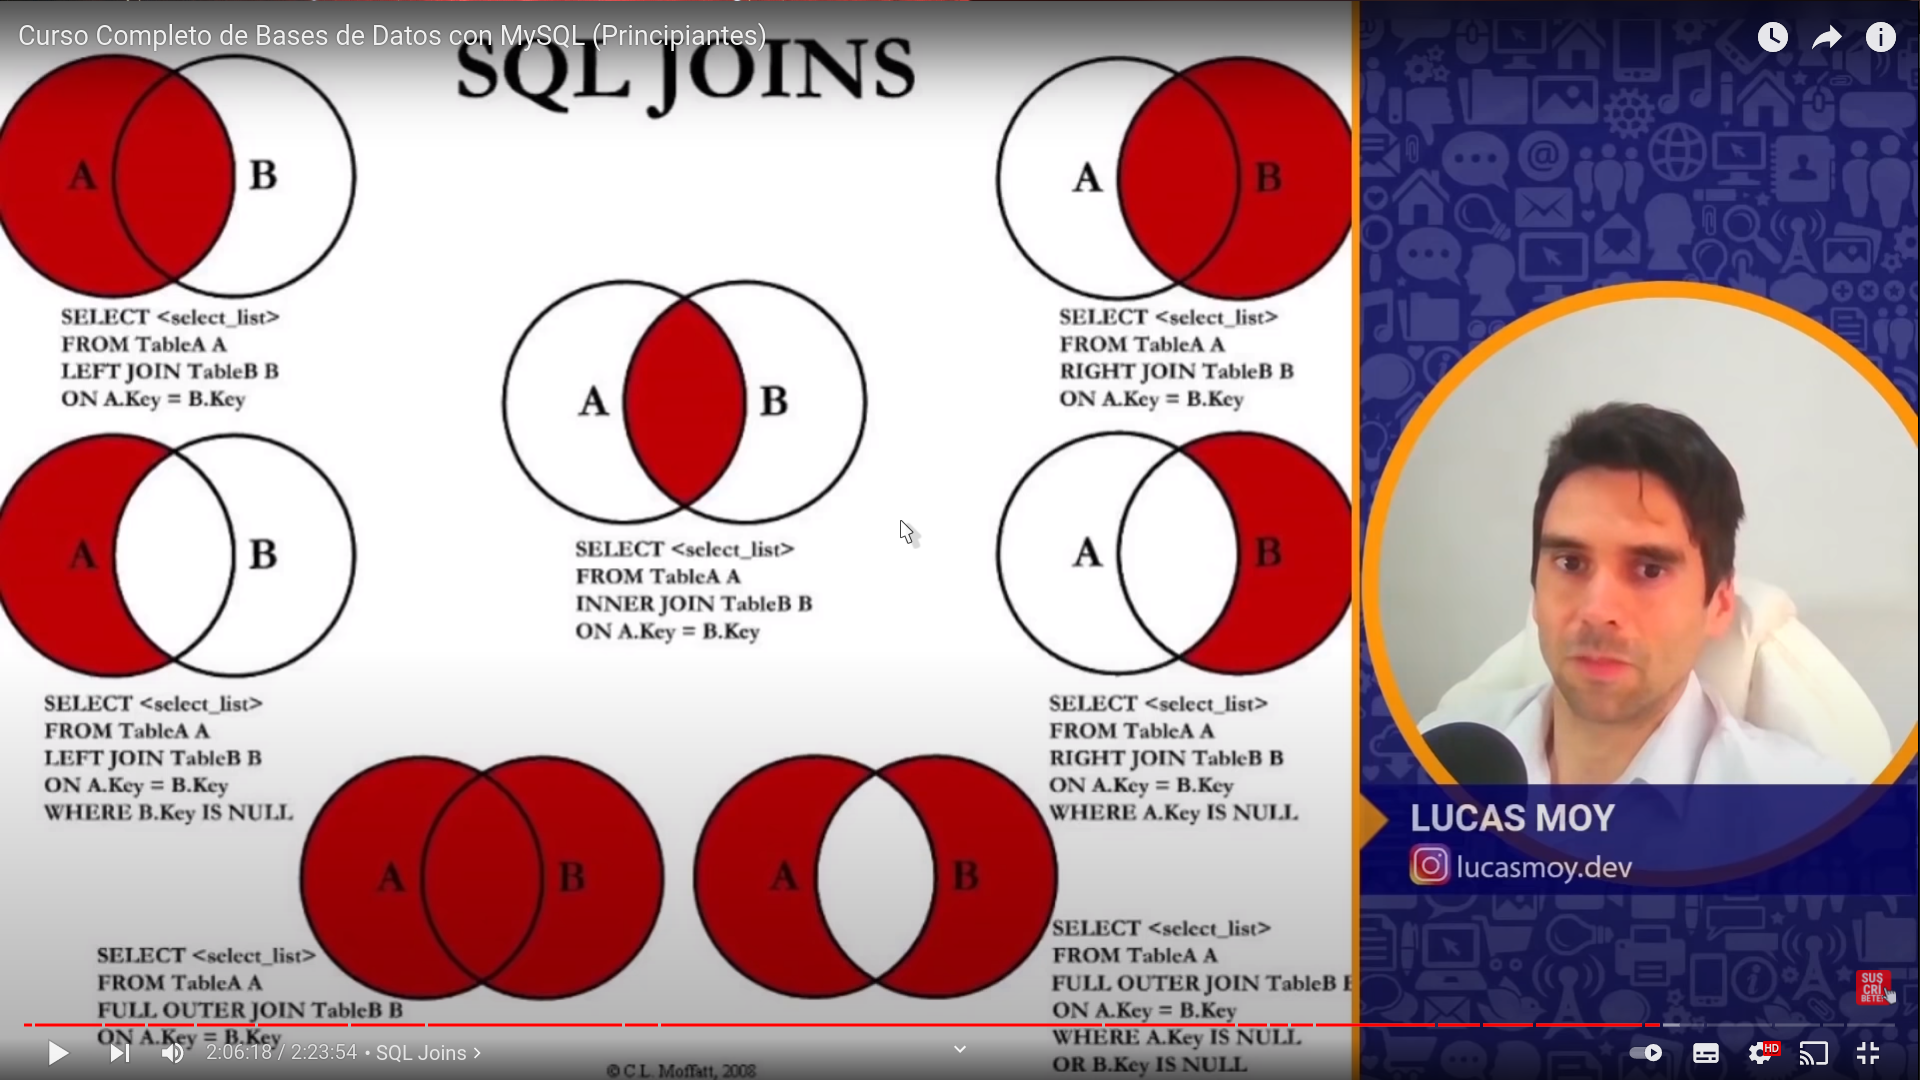 Curso Completo de Bases de Datos con MySQL (Principiantes)
SQL JOINS
A B
SELECT <select_list>
FROM TableA A
LEFT JOIN TableB B
ON A.Key = B.Key
A B
SELECT <select_list>
FROM TableA A
RIGHT JOIN TableB B
ON A.Key = B.Key
A B
SELECT <select_list>
FROM TableA A
INNER JOIN TableB B
ON A.Key = B.Key
A B
SELECT <select_list>
FROM TableA A
LEFT JOIN TableB B
ON A.Key = B.Key
WHERE B.Key IS NULL
A B
SELECT <select_list>
FROM TableA A
RIGHT JOIN TableB B
ON A.Key = B.Key
WHERE A.Key IS NULL
A B
SELECT <select_list>
FROM TableA A
FULL OUTER JOIN TableB B
ON A.Key = B.Key
A B
SELECT <select_list>
FROM TableA A
FULL OUTER JOIN TableB B
ON A.Key = B.Key
WHERE A.Key IS NULL
OR B.Key IS NULL
© C.L. Moffatt, 2008
LUCAS MOY
lucasmoy.dev
SUS
CRÍ
BETE
2:06:18 / 2:23:54 • SQL Joins >
HD